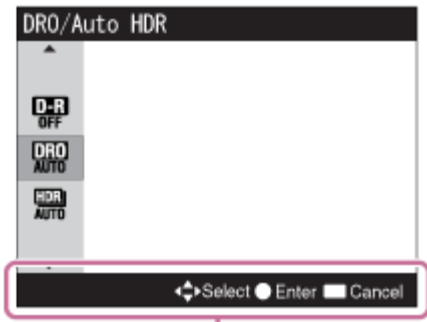 DRO/Auto HDR
D-R
OFF
DRO
AUTO
HDR
AUTO
Select Enter Cancel